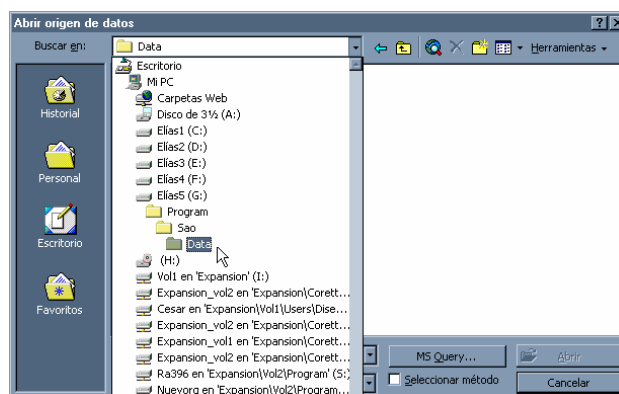 Abrir origen de datos
Buscar en:
Data
Herramientas
Historial
Personal
Escritorio
Favoritos
Escritorio
Mi PC
Carpetas Web
Disco de 3½ (A:)
Elías1 (C:)
Elías2 (D:)
Elías3 (E:)
Elías4 (F:)
Elías5 (G:)
Program
Sao
Data
(H:)
Vol1 en 'Expansion' (I:)
Expansion_vol2 en 'Expansion\Corett...
Cesar en 'Expansion\Vol1\Users\Dise...
Expansion_vol2 en 'Expansion\Corett...
Expansion_vol1 en 'Expansion\Corett...
Expansion_vol2 en 'Expansion\Corett...
Ra396 en 'Expansion\Vol2\Program' (S:)
Nuevorg en 'Expansion\Vol2\Program...
MS Query...
Abrir
Seleccionar método
Cancelar